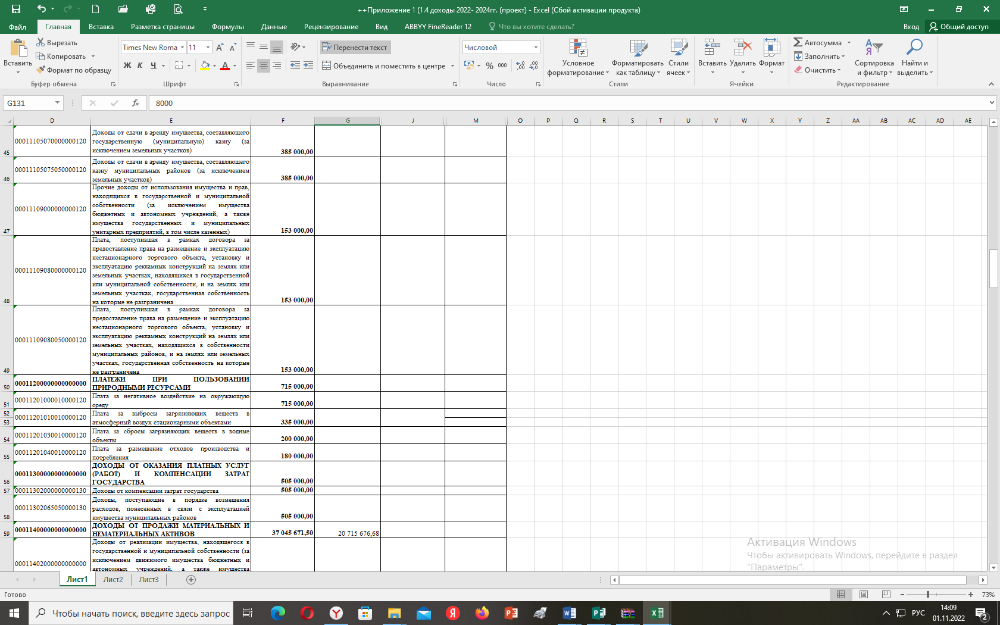 ++Приложение 1 (1.4 доходы 2022- 2024гг. (проект) - Excel (Сбой активации продукта)
Файл Главная Вставка Разметка страницы Формулы Данные Рецензирование Вид ABBYY FineReader 12 Что вы хотите сделать? Вход Общий доступ
Вставить
Вырезать
Копировать
Формат по образцу
Буфер обмена
Times New Roma 11
Ж К Ч
Шрифт
Перенести текст
Объединить и поместить в центре
Выравнивание
Числовой
% 000
Число
Условное форматирование
Форматировать как таблицу
Стили ячеек
Стили
Вставить Удалить Формат
Ячейки
Автосумма
Заполнить
Очистить
Сортировка и фильтр
Найти и выделить
Редактирование
G131 fx 8000
D E F G J M O P Q R S T U V W X Y Z AA AB AC AD AE
45 00011105070000000120
Доходы от сдачи в аренду имущества, составляющего
государственную (муниципальную) казну (за
исключением земельных участков)
385 000,00
46 00011105075050000120
Доходы от сдачи в аренду имущества, составляющего
казну муниципальных районов (за исключением
земельных участков)
385 000,00
47 00011109000000000120
Прочие доходы от использования имущества и прав,
находящихся в государственной и муниципальной
собственности (за исключением имущества
бюджетных и автономных учреждений, а также
имущества государственных и муниципальных
унитарных предприятий, в том числе казенных)
153 000,00
48 00011109080000000120
Плата, поступившая в рамках договора за
предоставление права на размещение и эксплуатацию
нестационарного торгового объекта, установку и
эксплуатацию рекламных конструкций на землях или
земельных участках, находящихся в государственной
или муниципальной собственности, и на землях или
земельных участках, государственная собственность
на которые не разграничена
153 000,00
49 00011109080050000120
Плата, поступившая в рамках договора за
предоставление права на размещение и эксплуатацию
нестационарного торгового объекта, установку и
эксплуатацию рекламных конструкций на землях или
земельных участках, находящихся в собственности
муниципальных районов, и на землях или земельных
участках, государственная собственность на которые
не разграничена
153 000,00
50 00011200000000000000
ПЛАТЕЖИ ПРИ ПОЛЬЗОВАНИИ
ПРИРОДНЫМИ РЕСУРСАМИ
715 000,00
51 00011201000010000120
Плата за негативное воздействие на окружающую
среду
715 000,00
52
53 00011201010010000120
Плата за выбросы загрязняющих веществ в
атмосферный воздух стационарными объектами
335 000,00
54 00011201030010000120
Плата за сбросы загрязняющих веществ в водные
объекты
200 000,00
55 00011201040010000120
Плата за размещение отходов производства и
потребления
180 000,00
56 00011300000000000000
ДОХОДЫ ОТ ОКАЗАНИЯ ПЛАТНЫХ УСЛУГ
(РАБОТ) И КОМПЕНСАЦИИ ЗАТРАТ
ГОСУДАРСТВА
505 000,00
57 00011302000000000130 Доходы от компенсации затрат государства 505 000,00
58 00011302065050000130
Доходы, поступающие в порядке возмещения
расходов, понесенных в связи с эксплуатацией
имущества муниципальных районов
505 000,00
59 00011400000000000000
ДОХОДЫ ОТ ПРОДАЖИ МАТЕРИАЛЬНЫХ И
НЕМАТЕРИАЛЬНЫХ АКТИВОВ
37 045 671,50 20 715 676,68
00011402000000000000
Доходы от реализации имущества, находящегося в
государственной и муниципальной собственности (за
исключением движимого имущества бюджетных и
автономных учреждений, а также имущества
Активация Windows
Чтобы активировать Windows, перейдите в раздел
"Параметры".
Лист1 Лист2 Лист3
Готово 73%
Чтобы начать поиск, введите здесь запрос
РУС
14:09
01.11.2022
2